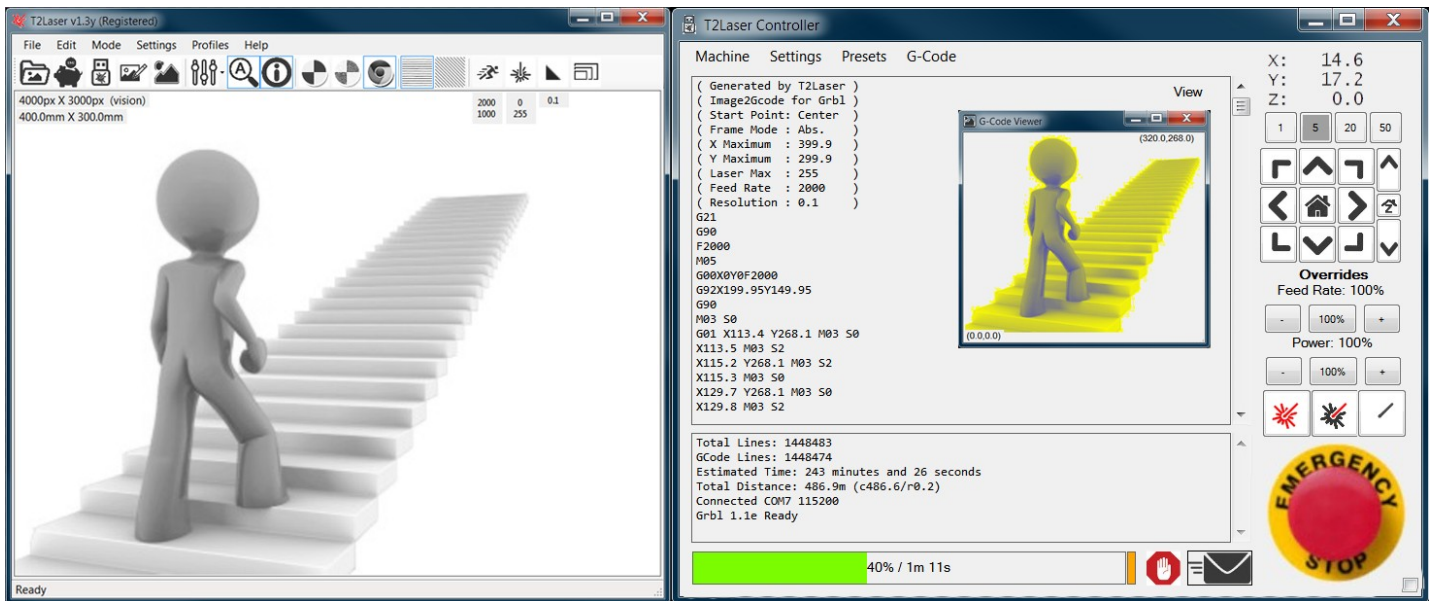 T2Laser v1.3y (Registered)
File Edit Mode Settings Profiles Help
4000px X 3000px (vision)
400.0mm X 300.0mm
2000 0 0.1
1000 255
Ready
T2Laser Controller
Machine Settings Presets G-Code
( Generated by T2Laser )
( Image2Gcode for Grbl )
( Start Point: Center )
( Frame Mode : Abs. )
( X Maximum : 399.9 )
( Y Maximum : 299.9 )
( Laser Max : 255 )
( Feed Rate : 2000 )
( Resolution : 0.1 )
G21
G90
F2000
M05
G00X0Y0F2000
G92X199.95Y149.95
G90
M03 S0
G01 X113.4 Y268.1 M03 S0
X113.5 M03 S2
X115.2 Y268.1 M03 S2
X115.3 M03 S0
X129.7 Y268.1 M03 S0
X129.8 M03 S2
View
G-Code Viewer
(320.0,268.0)
(0.0,0.0)
Total Lines: 1448483
GCode Lines: 1448474
Estimated Time: 243 minutes and 26 seconds
Total Distance: 486.9m (c486.6/r0.2)
Connected COM7 115200
Grbl 1.1e Ready
40% / 1m 11s
X: 14.6
Y: 17.2
Z: 0.0
1 5 20 50
Z
Overrides
Feed Rate: 100%
- 100% +
Power: 100%
- 100% +
EMERGENCY
STOP